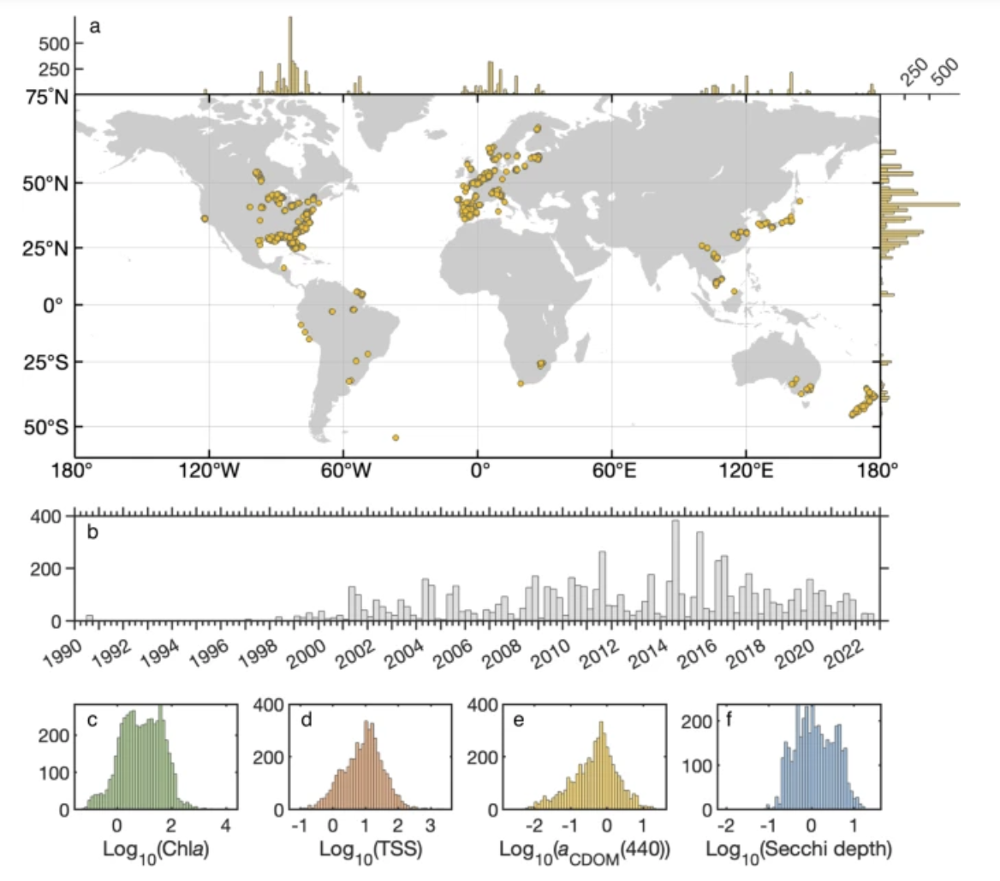 a
500
250
250 500
75°N
50°N
25°N
0°
25°S
50°S
180° 120°W 60°W 0° 60°E 120°E 180°
b
400
200
0
1990 1992 1994 1996 1998 2000 2002 2004 2006 2008 2010 2012 2014 2016 2018 2020 2022
c
200
100
0
0 2 4
Log10(Chla)
d
400
200
0
-1 0 1 2 3
Log10(TSS)
e
400
200
0
-2 -1 0 1
Log10(aCDOM(440))
f
200
100
0
-2 -1 0 1
Log10(Secchi depth)